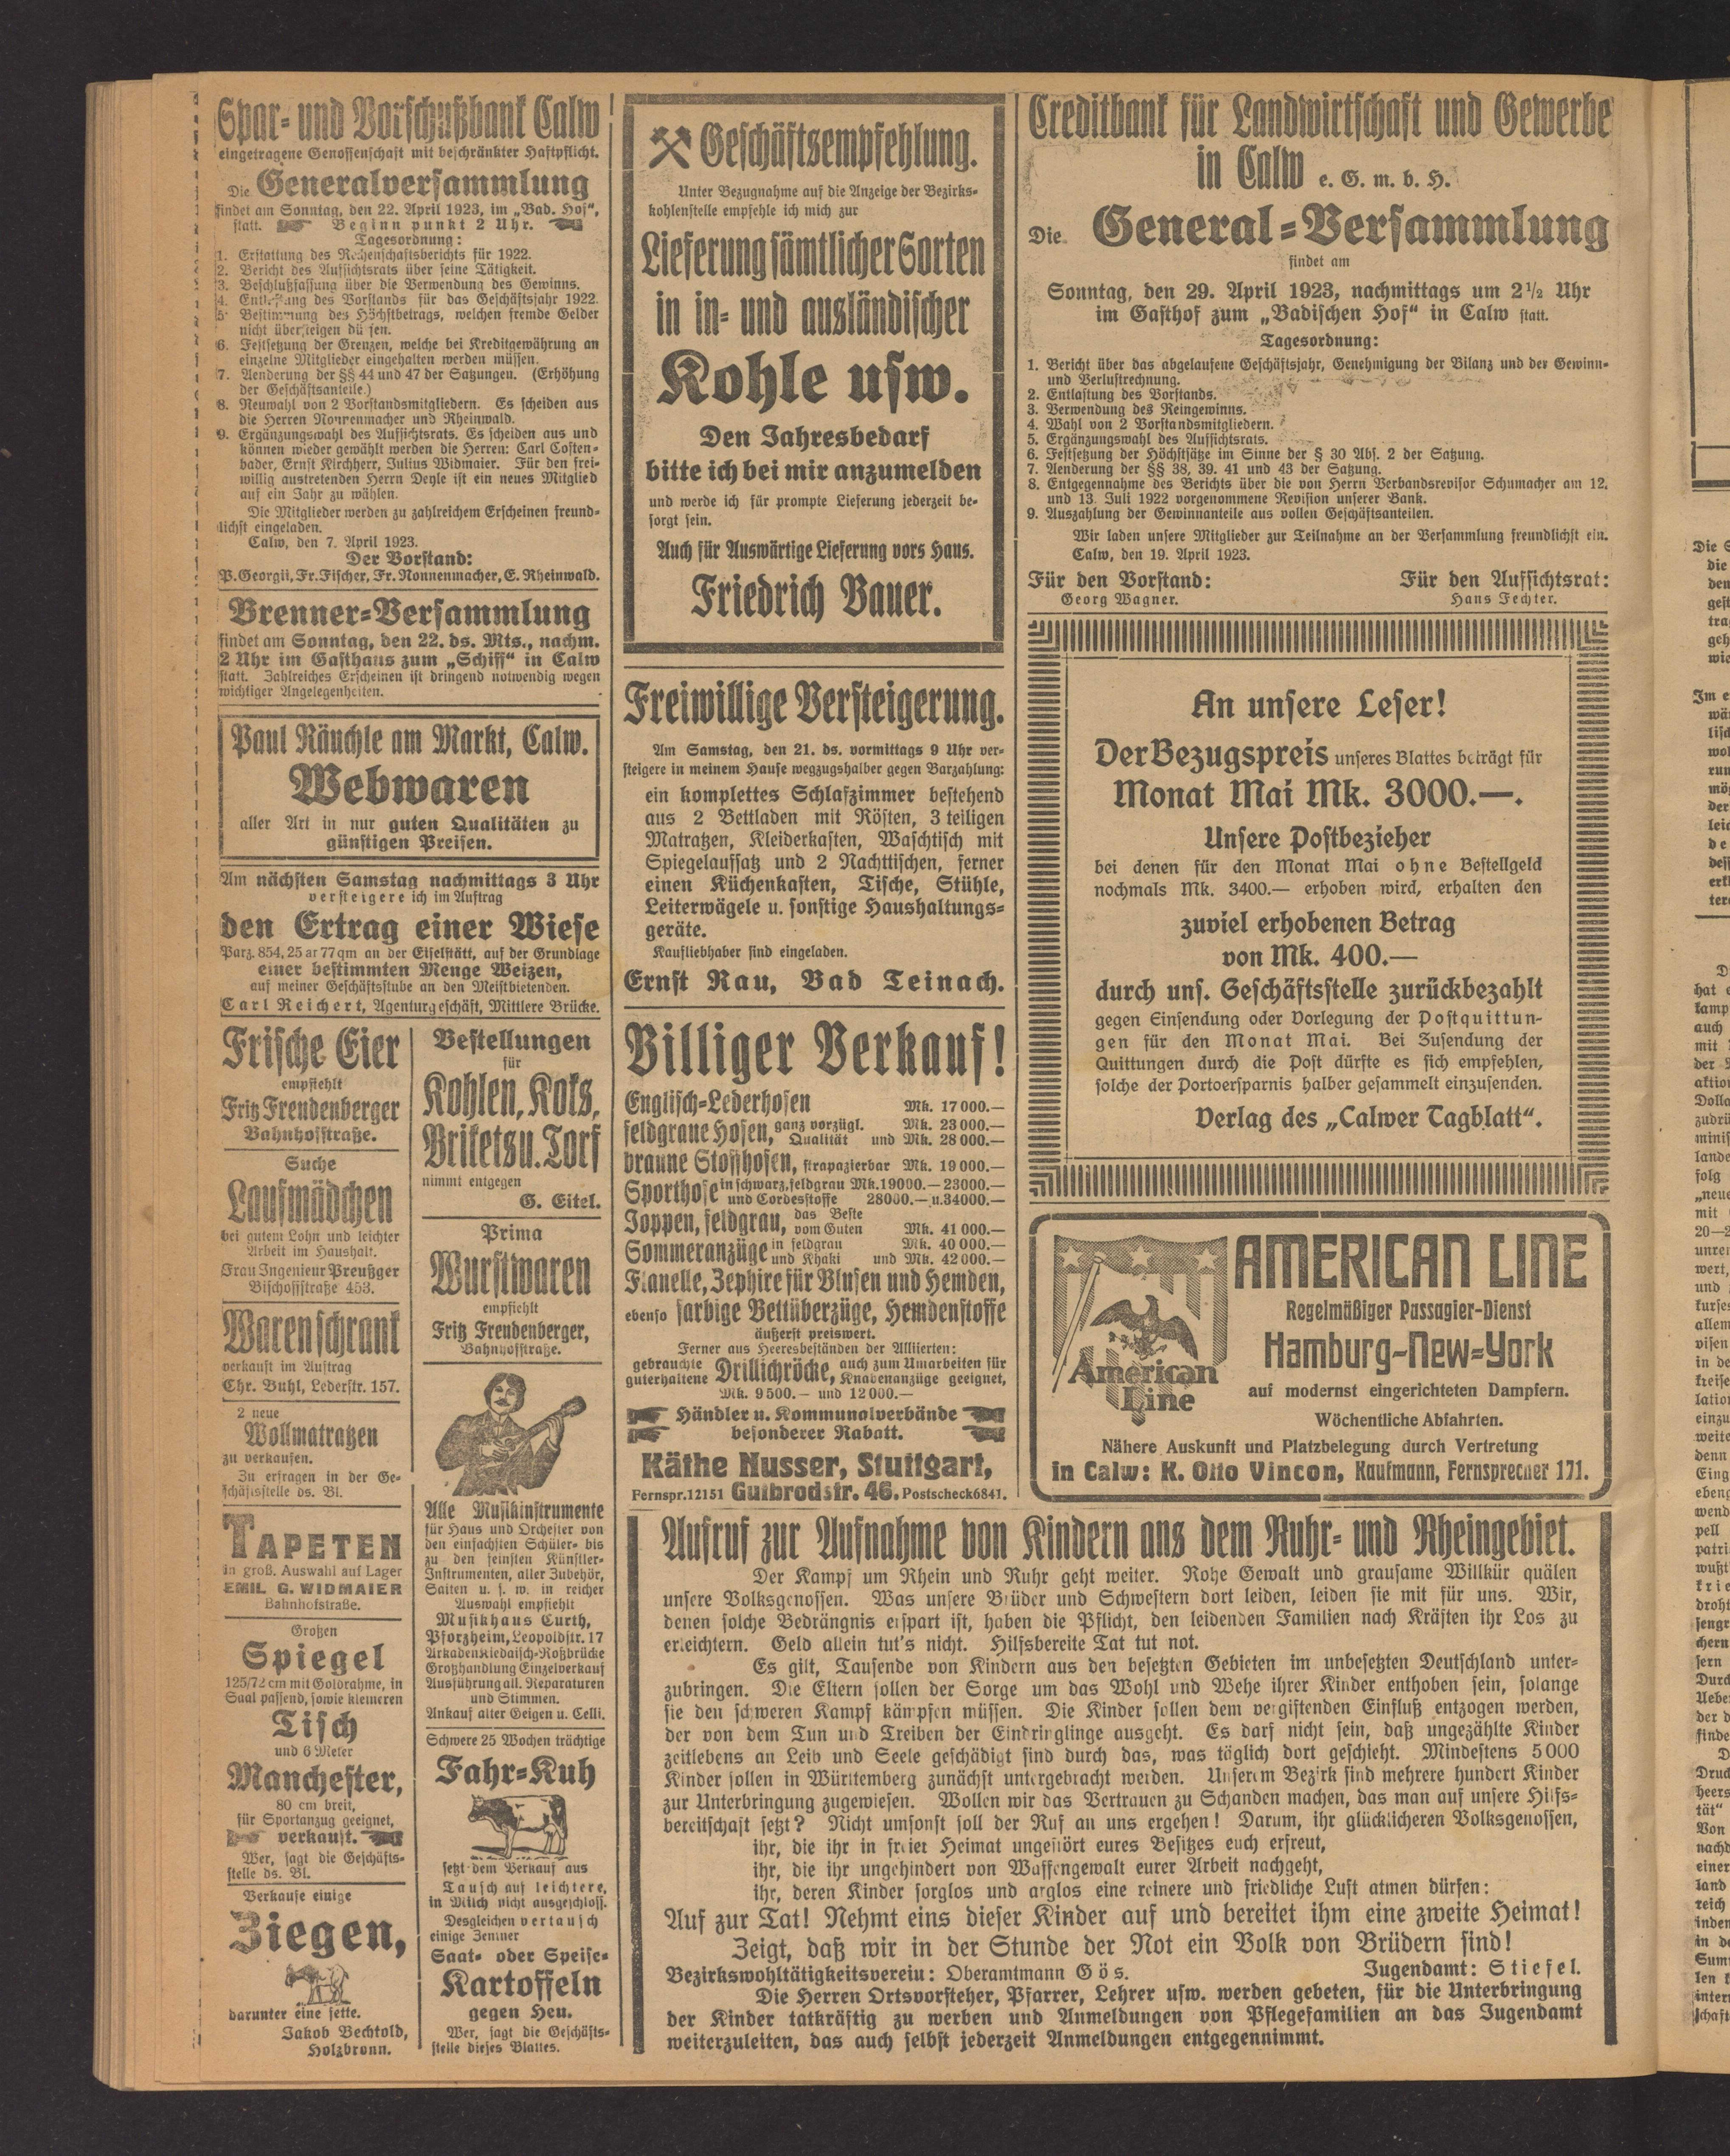 Spar- und Vorschußbank Calw
eingetragene Genossenschaft mit beschränkter Haftpflicht.
Die Generalversammlung
findet am Sonntag, den 22. April 1923, im „Bad. Hof“,
statt. Beginn punkt 2 Uhr.
Tagesordnung:
1. Erstattung des Rechenschaftsberichts für 1922.
2. Bericht des Aufsichtsrats über seine Tätigkeit.
3. Beschlußfassung über die Verwendung des Gewinns.
4. Entlastung des Vorstands für das Geschäftsjahr 1922.
5. Bestimmung des Höchstbetrags, welchen fremde Gelder
nicht übersteigen dürfen.
6. Festsetzung der Grenzen, welche bei Kreditgewährung an
einzelne Mitglieder eingehalten werden müssen.
7. Aenderung der §§ 44 und 47 der Satzungen. (Erhöhung
der Geschäftsanteile.)
8. Neuwahl von 2 Vorstandsmitgliedern. Es scheiden aus
die Herren Nonnenmacher und Rheinwald.
9. Ergänzungswahl des Aufsichtsrats. Es scheiden aus und
können wieder gewählt werden die Herren: Carl Costen-
bader, Ernst Kirchherr, Julius Widmaier. Für den frei-
willig austretenden Herrn Deyle ist ein neues Mitglied
auf ein Jahr zu wählen.
Die Mitglieder werden zu zahlreichem Erscheinen freund-
lichst eingeladen.
Calw, den 7. April 1923.
Der Vorstand:
P. Georgii, Fr. Fischer, Fr. Nonnenmacher, E. Rheinwald.
Brenner-Versammlung
findet am Sonntag, den 22. ds. Mts., nachm.
2 Uhr im Gasthaus zum „Schiff“ in Calw
statt. Zahlreiches Erscheinen ist dringend notwendig wegen
wichtiger Angelegenheiten.
Paul Räuchle am Markt, Calw.
Webwaren
aller Art in nur guten Qualitäten zu
günstigen Preisen.
Am nächsten Samstag nachmittags 3 Uhr
versteigere ich im Auftrag
den Ertrag einer Wiese
Parz. 854, 25 ar 77 qm an der Eiselstätt, auf der Grundlage
einer bestimmten Menge Weizen,
auf meiner Geschäftsstube an den Meistbietenden.
Carl Reichert, Agenturgeschäft, Mittlere Brücke.
Frische Eier
empfiehlt
Fritz Freudenberger
Bahnhofstraße.
Suche
Laufmädchen
bei gutem Lohn und leichter
Arbeit im Haushalt.
Frau Ingenieur Preußger
Bischofstraße 453.
Warenschrank
verkauft im Auftrag
Chr. Buhl, Lederstr. 157.
2 neue
Wollmatratzen
zu verkaufen.
Zu erfragen in der Ge-
schäftsstelle ds. Bl.
TAPETEN
in groß. Auswahl auf Lager
EMIL G. WIDMAIER
Bahnhofstraße.
Großen
Spiegel
125/72 cm mit Goldrahme, in
Saal passend, sowie kleineren
Tisch
und 6 Meter
Manchester,
80 cm breit,
für Sportanzug geeignet,
verkauft.
Wer, sagt die Geschäfts-
stelle ds. Bl.
Verkaufe einige
Ziegen,
darunter eine fette.
Jakob Bechtold,
Holzbronn.
Bestellungen
für
Kohlen, Koks,
Briketsu. Torf
nimmt entgegen
G. Eitel.
Prima
Wurstwaren
empfiehlt
Fritz Freudenberger,
Bahnhofstraße.
Alle Musikinstrumente
für Haus und Orchester von
den einfachsten Schüler- bis
zu den feinsten Künstler-
Instrumenten, aller Zubehör,
Saiten u. s. w. in reicher
Auswahl empfiehlt
Musikhaus Curth,
Pforzheim, Leopoldstr. 17
Arkaden Kiedaisch-Roßbrücke
Großhandlung Einzelverkauf
Ausführung all. Reparaturen
und Stimmen.
Ankauf alter Geigen u. Celli.
Schwere 25 Wochen trächtige
Fahr-Kuh
setzt dem Verkauf aus
Tausch auf leichtere,
in Milch nicht ausgeschloss.
Desgleichen vertausch
einige Zentner
Saat- oder Speise-
Kartoffeln
gegen Heu.
Wer, sagt die Geschäfts-
stelle dieses Blattes.
Geschäftsempfehlung.
Unter Bezugnahme auf die Anzeige der Bezirks-
kohlenstelle empfehle ich mich zur
Lieferung sämtlicher Sorten
in in- und ausländischer
Kohle usw.
Den Jahresbedarf
bitte ich bei mir anzumelden
und werde ich für prompte Lieferung jederzeit be-
sorgt sein.
Auch für Auswärtige Lieferung vors Haus.
Friedrich Bauer.
Freiwillige Versteigerung.
Am Samstag, den 21. ds. vormittags 9 Uhr ver-
steigere in meinem Hause wegzugshalber gegen Barzahlung:
ein komplettes Schlafzimmer bestehend
aus 2 Bettladen mit Rösten, 3 teiligen
Matratzen, Kleiderkasten, Waschtisch mit
Spiegelaufsatz und 2 Nachttischen, ferner
einen Küchenkasten, Tische, Stühle,
Leiterwägele u. sonstige Haushaltungs-
geräte.
Kaufliebhaber sind eingeladen.
Ernst Rau, Bad Teinach.
Billiger Verkauf!
Englisch-Lederhosen Mk. 17 000.—
feldgraue Hosen, ganz vorzügl. Qualität Mk. 23 000.— und Mk. 28 000.—
braune Stoffhosen, strapazierbar Mk. 19 000.—
Sporthose in schwarz, feldgrau Mk. 19000.— 23000.—
und Cordesstoffe 28000.— u. 34000.—
Joppen, feldgrau, das Beste vom Guten Mk. 41 000.—
Sommeranzüge in feldgrau Mk. 40 000.—
und Khaki und Mk. 42 000.—
Flanelle, Zephire für Blusen und Hemden,
ebenso farbige Bettüberzüge, Hemdenstoffe
äußerst preiswert.
Ferner aus Heeresbeständen der Alliierten:
gebrauchte guterhaltene Drillichröcke, auch zum Umarbeiten für Knabenanzüge geeignet,
Mk. 9500.— und 12 000.—
Händler u. Kommunalverbände
besonderer Rabatt.
Käthe Nusser, Stuttgart,
Fernspr. 12151 Gutbrodstr. 46. Postscheck 6841.
Creditbank für Landwirtschaft und Gewerbe
in Calw e. G. m. b. H.
Die General-Versammlung
findet am
Sonntag, den 29. April 1923, nachmittags um 2½ Uhr
im Gasthof zum „Badischen Hof“ in Calw statt.
Tagesordnung:
1. Bericht über das abgelaufene Geschäftsjahr, Genehmigung der Bilanz und der Gewinn-
und Verlustrechnung.
2. Entlastung des Vorstands.
3. Verwendung des Reingewinns.
4. Wahl von 2 Vorstandsmitgliedern.
5. Ergänzungswahl des Aufsichtsrats.
6. Festsetzung der Höchstsätze im Sinne der § 30 Abs. 2 der Satzung.
7. Aenderung der §§ 38, 39. 41 und 43 der Satzung.
8. Entgegennahme des Berichts über die von Herrn Verbandsrevisor Schumacher am 12.
und 13. Juli 1922 vorgenommene Revision unserer Bank.
9. Auszahlung der Gewinnanteile aus vollen Geschäftsanteilen.
Wir laden unsere Mitglieder zur Teilnahme an der Versammlung freundlichst ein.
Calw, den 19. April 1923.
Für den Vorstand: Für den Aufsichtsrat:
Georg Wagner. Hans Fechter.
An unsere Leser!
Der Bezugspreis unseres Blattes beträgt für
Monat Mai Mk. 3000.—.
Unsere Postbezieher
bei denen für den Monat Mai ohne Bestellgeld
nochmals Mk. 3400.— erhoben wird, erhalten den
zuviel erhobenen Betrag
von Mk. 400.—
durch uns. Geschäftsstelle zurückbezahlt
gegen Einsendung oder Vorlegung der Postquittun-
gen für den Monat Mai. Bei Zusendung der
Quittungen durch die Post dürfte es sich empfehlen,
solche der Portoersparnis halber gesammelt einzusenden.
Verlag des „Calwer Tagblatt“.
American
Line
AMERICAN LINE
Regelmäßiger Passagier-Dienst
Hamburg-New-York
auf modernst eingerichteten Dampfern.
Wöchentliche Abfahrten.
Nähere Auskunft und Platzbelegung durch Vertretung
in Calw: K. Otto Vincon, Kaufmann, Fernsprecher 171.
Aufruf zur Aufnahme von Kindern aus dem Ruhr- und Rheingebiet.
Der Kampf um Rhein und Ruhr geht weiter. Rohe Gewalt und grausame Willkür quälen
unsere Volksgenossen. Was unsere Brüder und Schwestern dort leiden, leiden sie mit für uns. Wir,
denen solche Bedrängnis erspart ist, haben die Pflicht, den leidenden Familien nach Kräften ihr Los zu
erleichtern. Geld allein tut's nicht. Hilfsbereite Tat tut not.
Es gilt, Tausende von Kindern aus den besetzten Gebieten im unbesetzten Deutschland unter-
zubringen. Die Eltern sollen der Sorge um das Wohl und Wehe ihrer Kinder enthoben sein, solange
sie den schweren Kampf kämpfen müssen. Die Kinder sollen dem vergiftenden Einfluß entzogen werden,
der von dem Tun und Treiben der Eindringlinge ausgeht. Es darf nicht sein, daß ungezählte Kinder
zeitlebens an Leib und Seele geschädigt sind durch das, was täglich dort geschieht. Mindestens 5000
Kinder sollen in Württemberg zunächst untergebracht werden. Unserem Bezirk sind mehrere hundert Kinder
zur Unterbringung zugewiesen. Wollen wir das Vertrauen zu Schanden machen, das man auf unsere Hilfs-
bereitschaft setzt? Nicht umsonst soll der Ruf an uns ergehen! Darum, ihr glücklicheren Volksgenossen,
ihr, die ihr in freier Heimat ungestört eures Besitzes euch erfreut,
ihr, die ihr ungehindert von Waffengewalt eurer Arbeit nachgeht,
ihr, deren Kinder sorglos und arglos eine reinere und friedliche Luft atmen dürfen:
Auf zur Tat! Nehmt eins dieser Kinder auf und bereitet ihm eine zweite Heimat!
Zeigt, daß wir in der Stunde der Not ein Volk von Brüdern sind!
Bezirkswohltätigkeitsverein: Oberamtmann Gös. Jugendamt: Stiefel.
Die Herren Ortsvorsteher, Pfarrer, Lehrer usw. werden gebeten, für die Unterbringung
der Kinder tatkräftig zu werben und Anmeldungen von Pflegefamilien an das Jugendamt
weiterzuleiten, das auch selbst jederzeit Anmeldungen entgegennimmt.